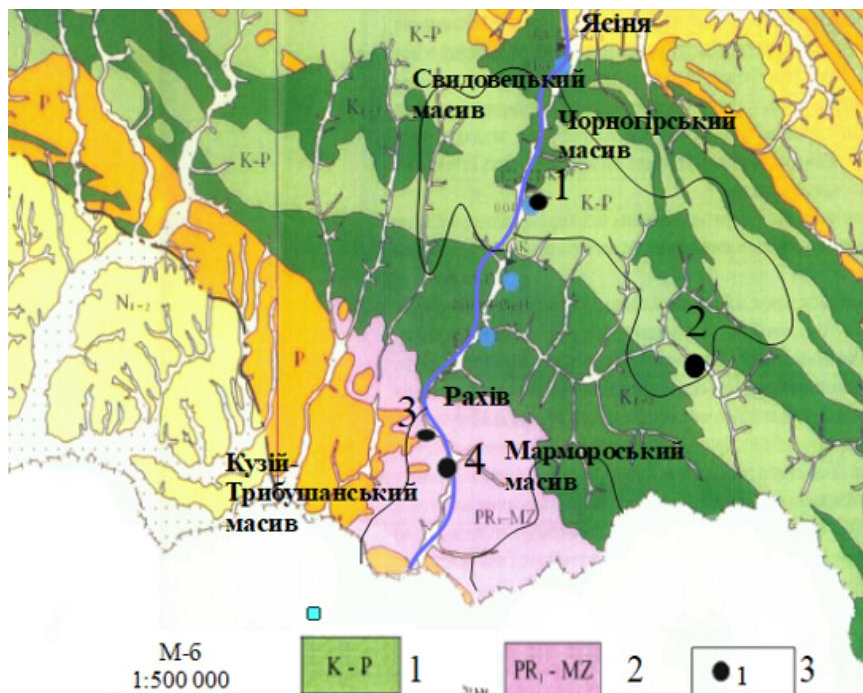 Ясіня
К-Р
Свидовецький
масив
Чорногірський
масив
Р
К-Р
1
К-Р
К
N₁₋₂
Р
2
Рахів
3
4
Кузій-
Трибушанський
масив
Мармороський
масив
PR₁-MZ
М-б
1:500 000
К - Р
1
PR₁ - MZ
2
1
3